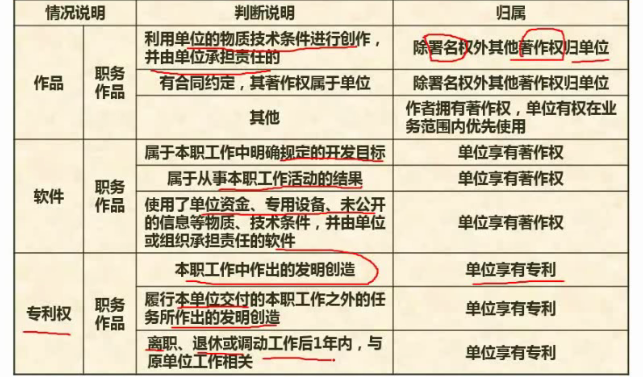 情况说明 判断说明 归属
作品
职务
作品
利用单位的物质技术条件进行创作，
并由单位承担责任的
除署名权外其他著作权归单位
有合同约定，其著作权属于单位
除署名权外其他著作权归单位
其他
作者拥有著作权，单位有权在业
务范围内优先使用
软件
职务
作品
属于本职工作中明确规定的开发目标
单位享有著作权
属于从事本职工作活动的结果
单位享有著作权
使用了单位资金、专用设备、未公开
的信息等物质、技术条件，并由单位
或组织承担责任的软件
单位享有著作权
专利权
职务
作品
本职工作中作出的发明创造
单位享有专利
履行本单位交付的本职工作之外的任
务所作出的发明创造
单位享有专利
离职、退休或调动工作后1年内，与
原单位工作相关
单位享有专利